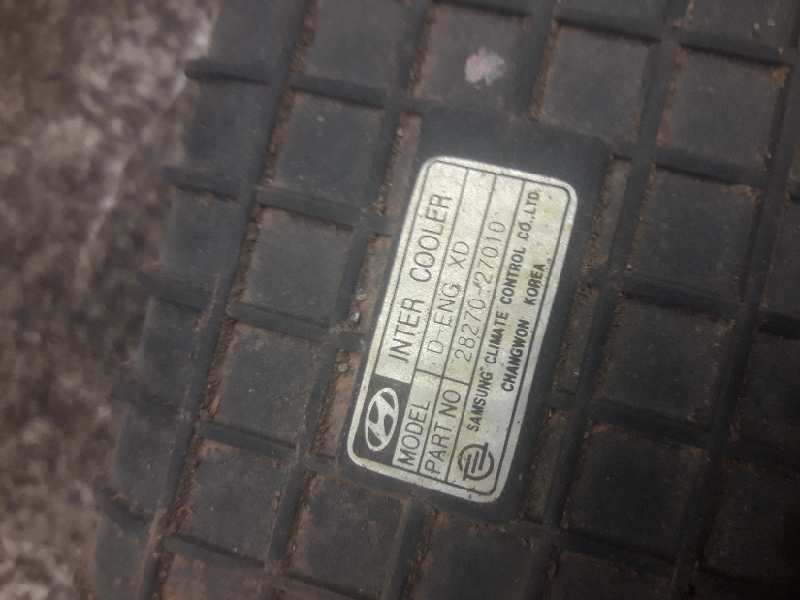 INTER COOLER
MODEL D-ENG XD
PART NO 28270-27010
SAMSUNG CLIMATE CONTROL CO.,LTD.
CHANGWON KOREA